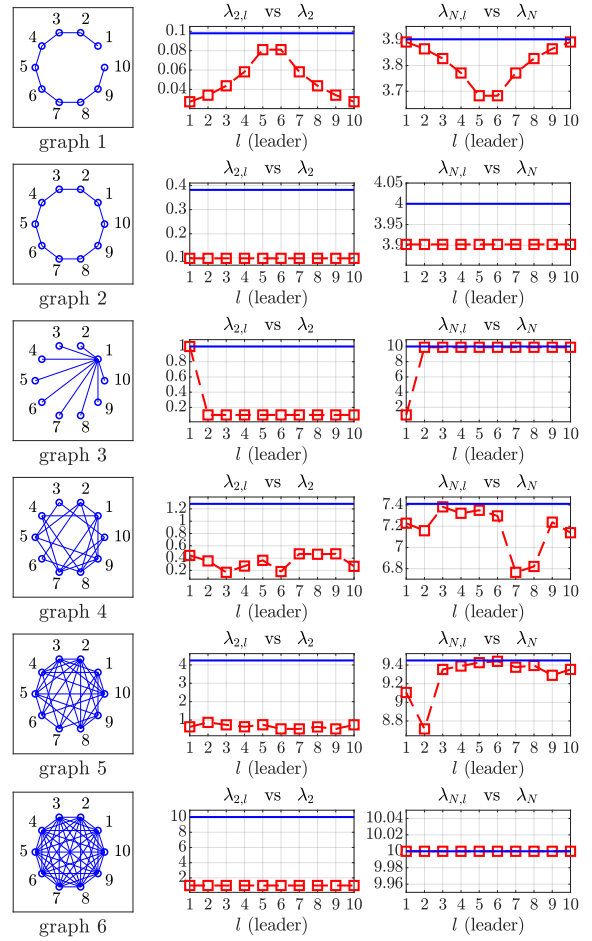 3 2
4 1
5 10
6 9
7 8
graph 1
λ2,l vs λ2
0.1
0.08
0.06
0.04
1 2 3 4 5 6 7 8 9 10
l (leader)
λN,l vs λN
3.9
3.8
3.7
1 2 3 4 5 6 7 8 9 10
l (leader)
3 2
4 1
5 10
6 9
7 8
graph 2
λ2,l vs λ2
0.4
0.3
0.2
0.1
1 2 3 4 5 6 7 8 9 10
l (leader)
λN,l vs λN
4.05
4
3.95
3.9
1 2 3 4 5 6 7 8 9 10
l (leader)
3 2
4 1
5 10
6 9
7 8
graph 3
λ2,l vs λ2
1
0.8
0.6
0.4
0.2
1 2 3 4 5 6 7 8 9 10
l (leader)
λN,l vs λN
10
8
6
4
2
1 2 3 4 5 6 7 8 9 10
l (leader)
3 2
4 1
5 10
6 9
7 8
graph 4
λ2,l vs λ2
1.2
1
0.8
0.6
0.4
0.2
1 2 3 4 5 6 7 8 9 10
l (leader)
λN,l vs λN
7.4
7.2
7
6.8
1 2 3 4 5 6 7 8 9 10
l (leader)
3 2
4 1
5 10
6 9
7 8
graph 5
λ2,l vs λ2
4
3
2
1
1 2 3 4 5 6 7 8 9 10
l (leader)
λN,l vs λN
9.4
9.2
9
8.8
1 2 3 4 5 6 7 8 9 10
l (leader)
3 2
4 1
5 10
6 9
7 8
graph 6
λ2,l vs λ2
10
8
6
4
2
1 2 3 4 5 6 7 8 9 10
l (leader)
λN,l vs λN
10.04
10.02
10
9.98
9.96
1 2 3 4 5 6 7 8 9 10
l (leader)